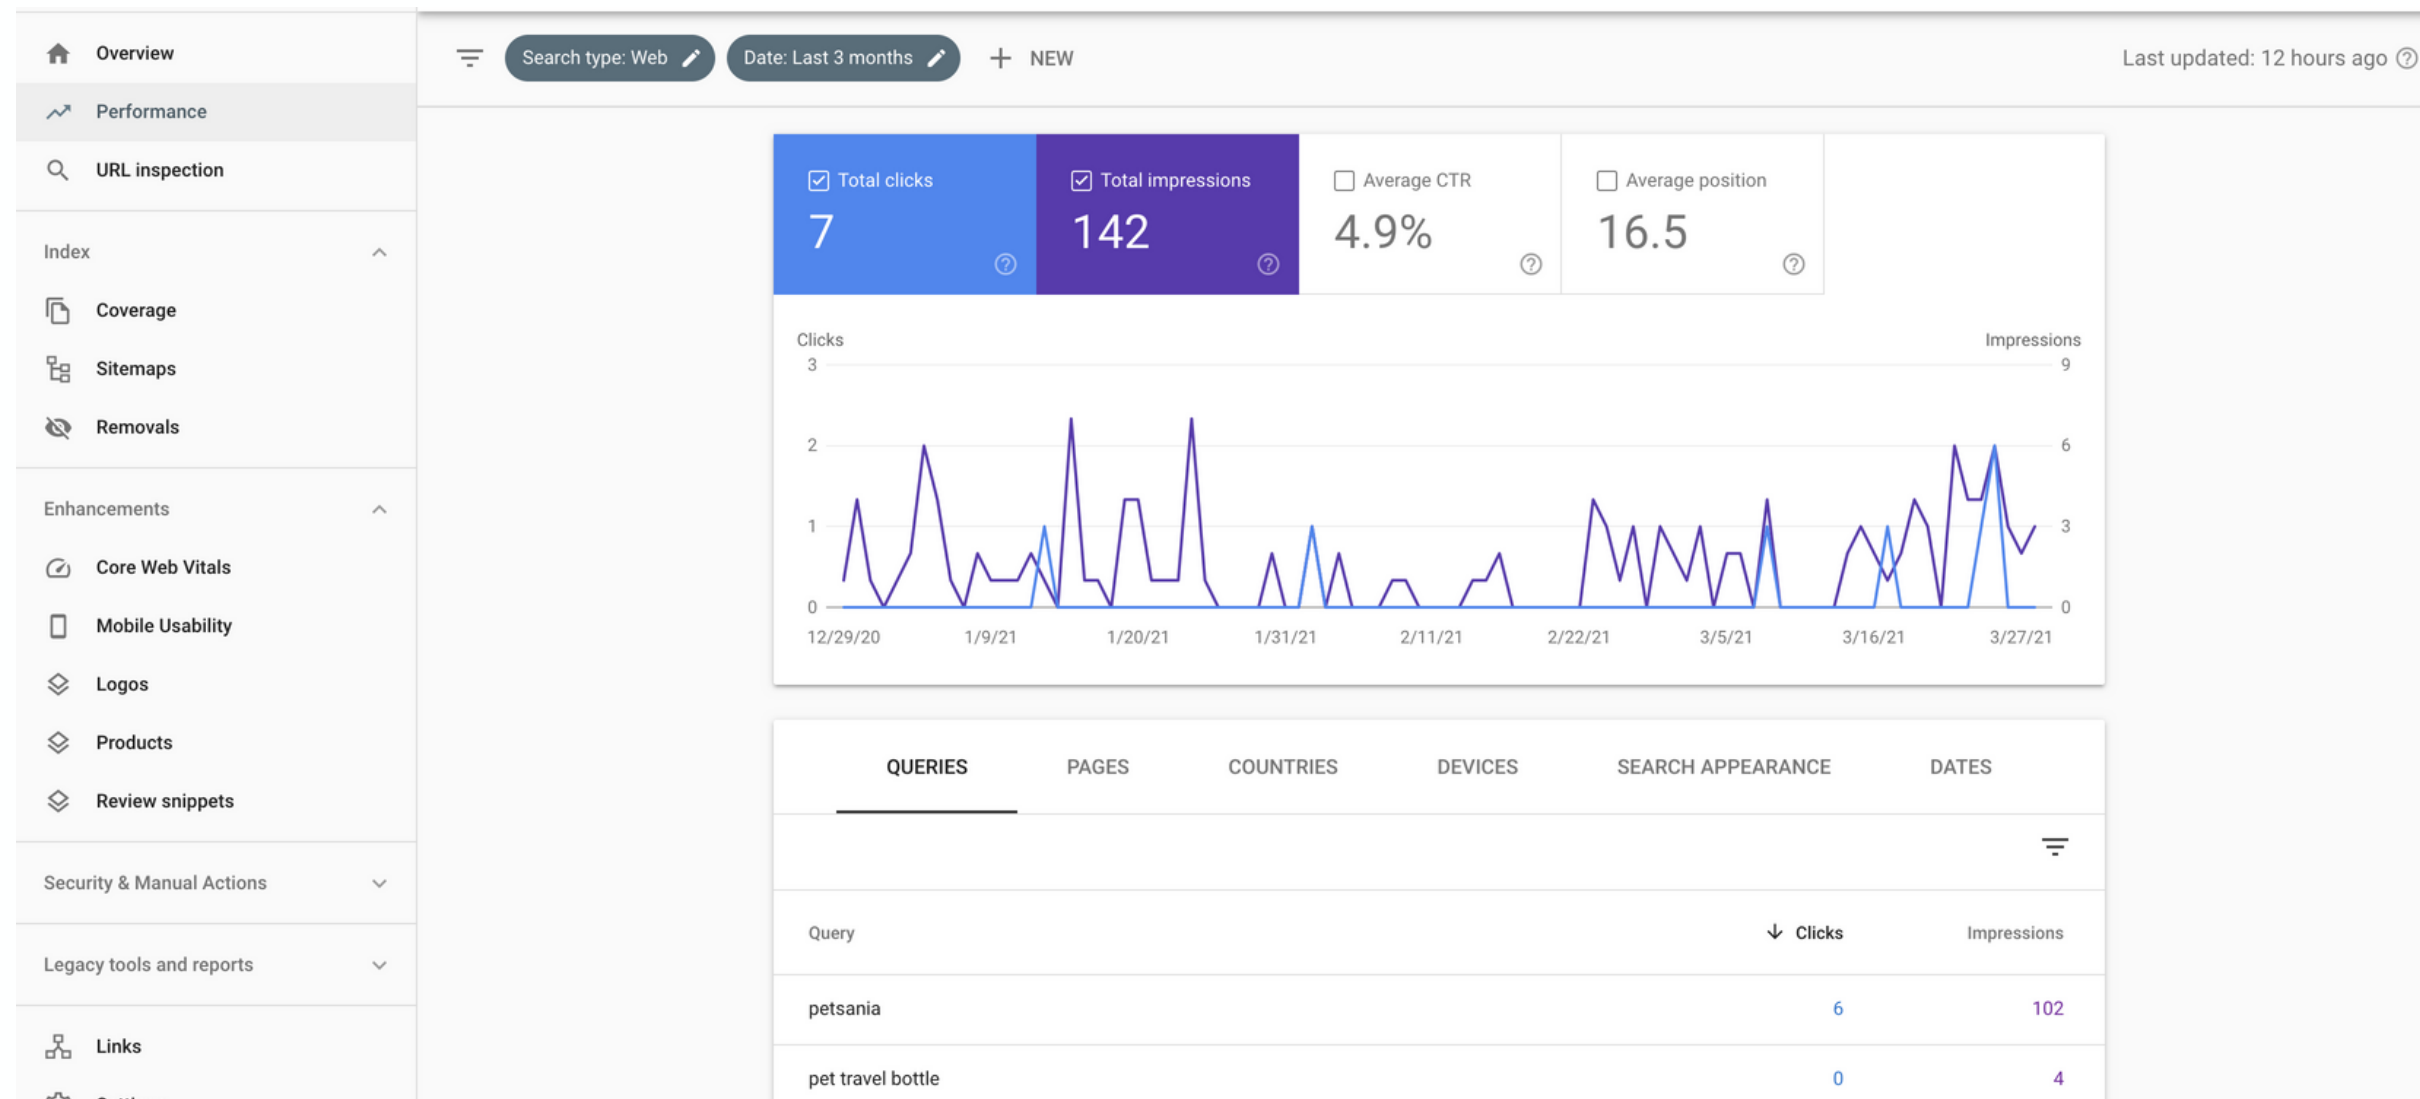 Overview
Performance
URL inspection
Index
Coverage
Sitemaps
Removals
Enhancements
Core Web Vitals
Mobile Usability
Logos
Products
Review snippets
Security & Manual Actions
Legacy tools and reports
Links
Search type: Web
Date: Last 3 months
+ NEW
Last updated: 12 hours ago
Total clicks
7
Total impressions
142
Average CTR
4.9%
Average position
16.5
Clicks
Impressions
3
9
2
6
1
3
0
0
12/29/20 1/9/21 1/20/21 1/31/21 2/11/21 2/22/21 3/5/21 3/16/21 3/27/21
QUERIES PAGES COUNTRIES DEVICES SEARCH APPEARANCE DATES
Query Clicks Impressions
petsania 6 102
pet travel bottle 0 4